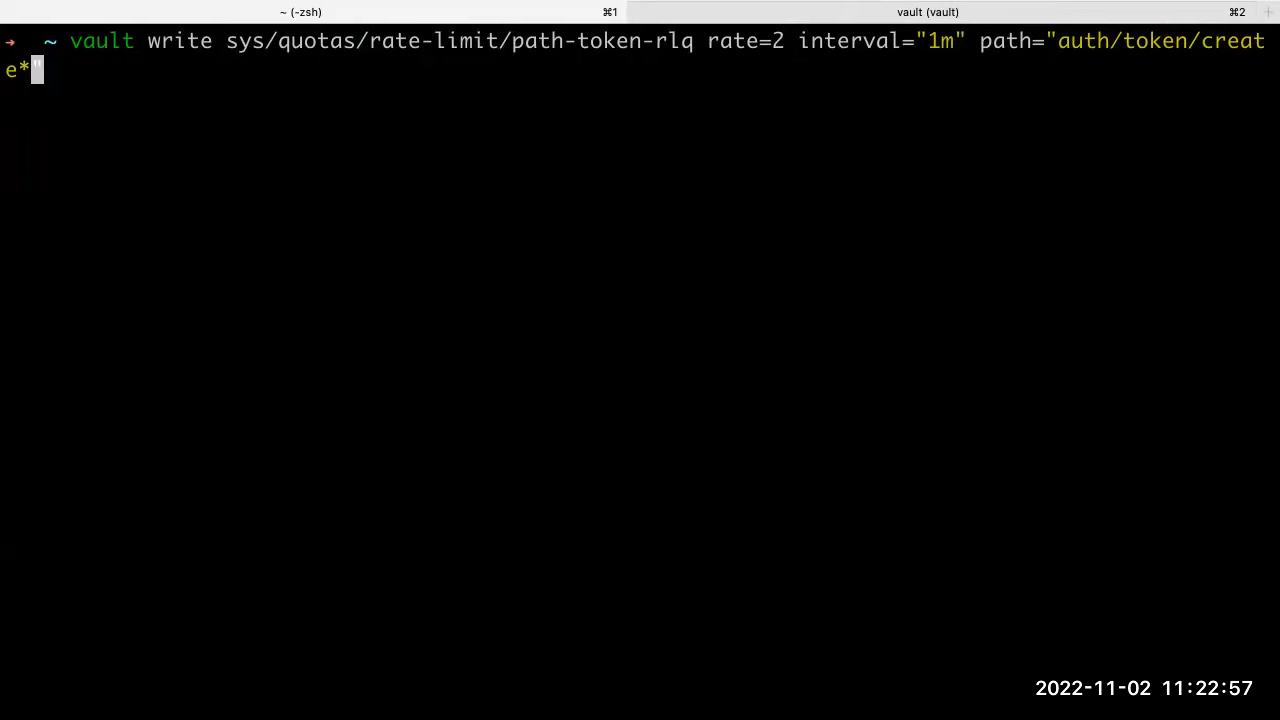 ~ (-zsh) ⌘1 vault (vault) ⌘2 +
➜ ~ vault write sys/quotas/rate-limit/path-token-rlq rate=2 interval="1m" path="auth/token/creat
e*"
2022-11-02 11:22:57